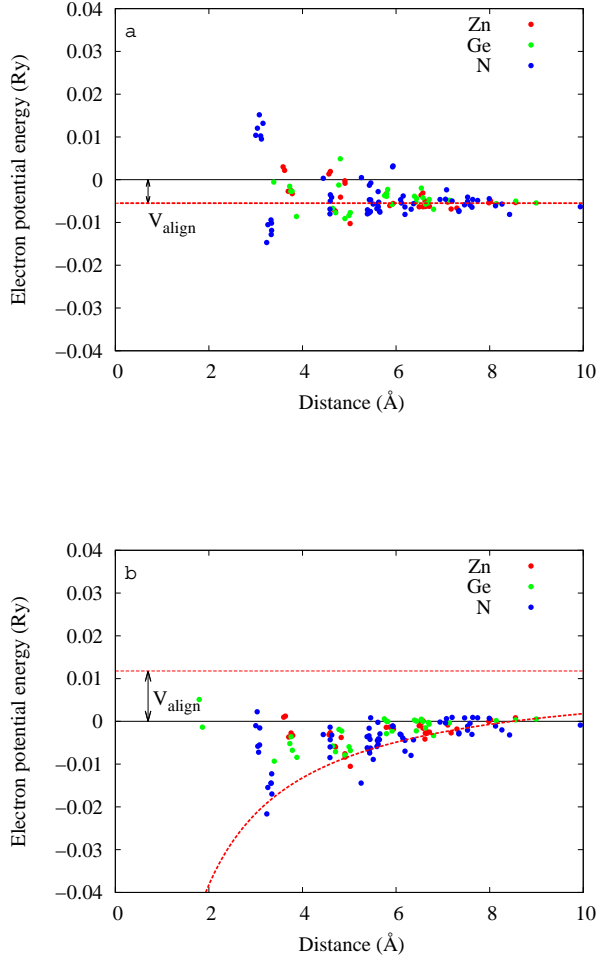 Electron potential energy (Ry)
0.04
0.03
0.02
0.01
0
−0.01
−0.02
−0.03
−0.04
a
Zn
Ge
N
V_align
0 2 4 6 8 10
Distance (Å)
Electron potential energy (Ry)
0.04
0.03
0.02
0.01
0
−0.01
−0.02
−0.03
−0.04
b
Zn
Ge
N
V_align
0 2 4 6 8 10
Distance (Å)